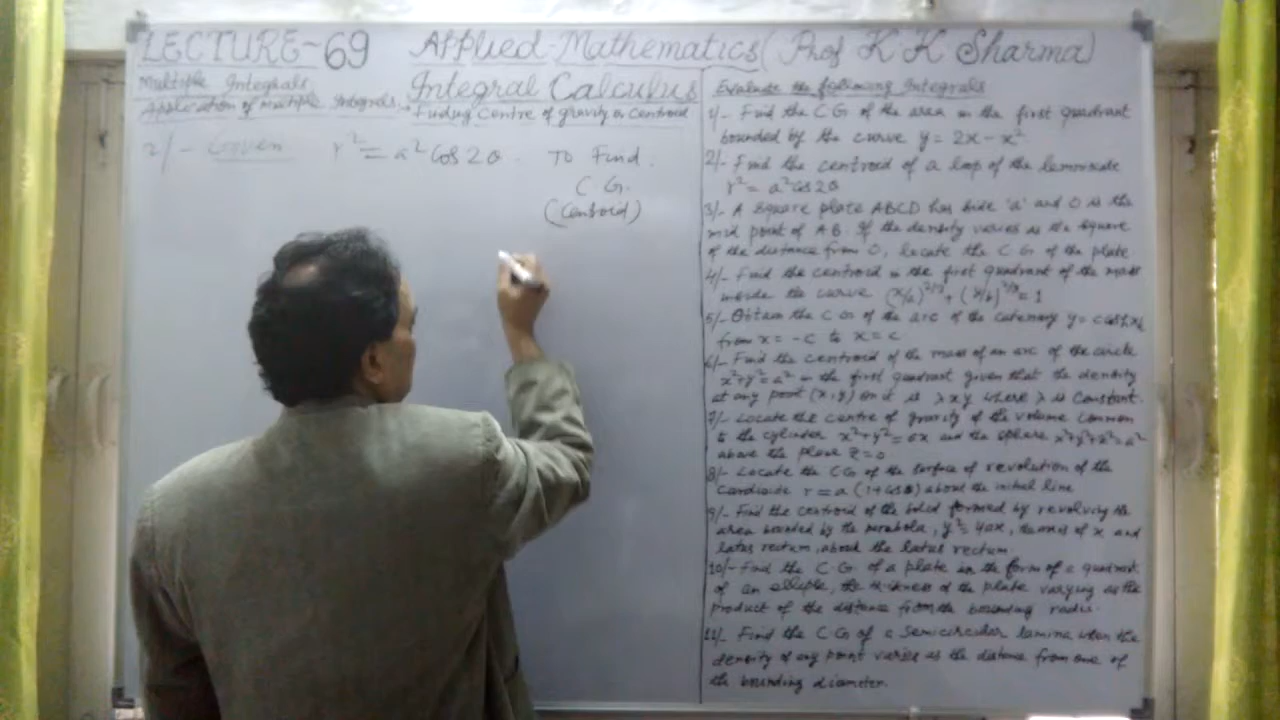 LECTURE-69 Applied Mathematics (Prof K K Sharma)
Multiple Integrals Integral Calculus
Application of multiple Integrals:- Finding centre of gravity or centroid
2/- Given r² = a² Cos 2θ. To Find.
C G.
(Centroid)
Evaluate the following Integrals
1/- Find the C G of the area in the first quadrant
bounded by the curve y = 2x - x²
2/- Find the centroid of a loop of the lemniscate
r² = a² cos 2θ
3/- A square plate ABCD has side 'a' and O is the
mid point of AB. If the density varies as the square
of the distance from O, locate the C G of the plate
4/- Find the centroid in the first quadrant of the mass
inside the curve (x/a)^2/3 + (y/b)^2/3 = 1
5/- Obtain the C G of the arc of the catenary y = c cosh x/c
from x = -c to x = c
6/- Find the centroid of the mass of an arc of the circle
x²+y² = a² in the first quadrant given that the density
at any point (x, y) on it is λxy where λ is Constant.
7/- Locate the centre of gravity of the volume common
to the cylinder x²+y² = ax and the sphere x²+y²+z² = a²
above the plane z = 0
8/- Locate the C G of the surface of revolution of the
Cardioide r = a (1+cosθ) about the initial line
9/- Find the centroid of the solid formed by revolving the
area bounded by the parabola, y² = 4ax, the axis of x and
latus rectum, about the latus rectum.
10/- Find the C.G. of a plate in the form of a quadrant
of an ellipse, the thickness of the plate varying as the
product of the distance from the bounding radii.
11/- Find the C.G of a semicircular lamina when the
density of any point varies as the distance from one of
the bounding diameter.